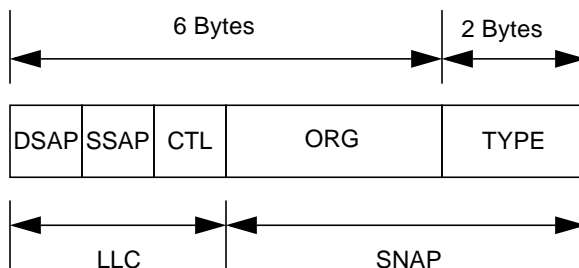 6 Bytes 2 Bytes
DSAP SSAP CTL ORG TYPE
LLC SNAP